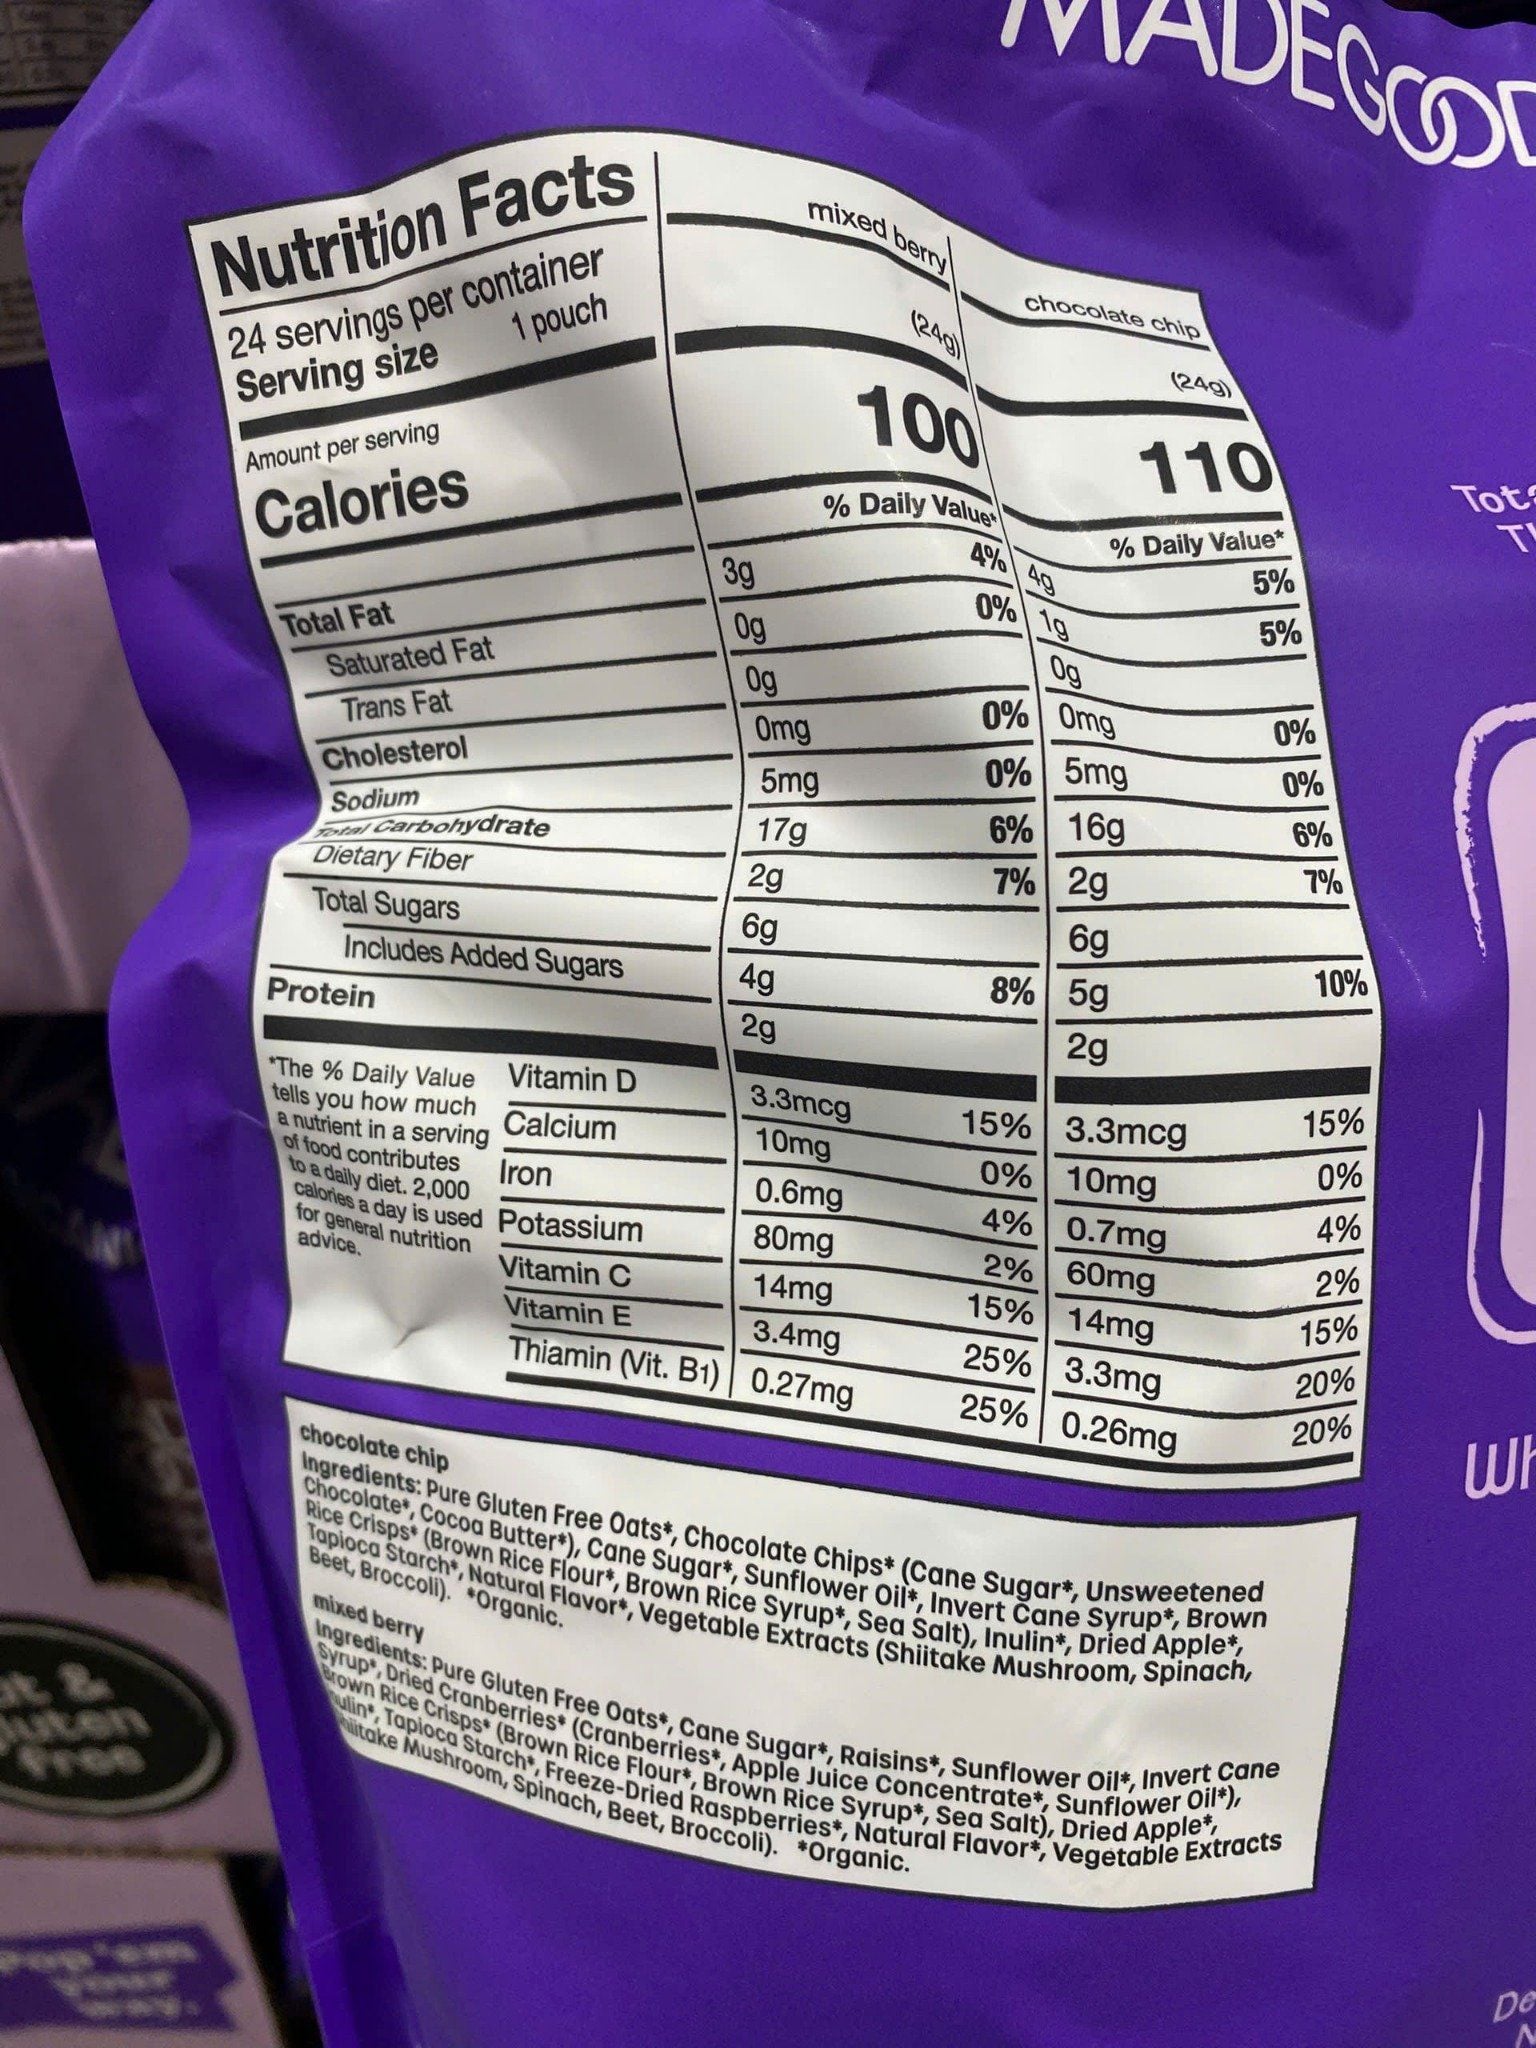 MADEGOOD
Nutrition Facts
24 servings per container
Serving size 1 pouch
mixed berry chocolate chip
(24g) (24g)
Amount per serving
Calories 100 110
% Daily Value* % Daily Value*
Total Fat 3g 4% 4g 5%
Saturated Fat 0g 0% 1g 5%
Trans Fat 0g 0g
Cholesterol 0mg 0% 0mg 0%
Sodium 5mg 0% 5mg 0%
Total Carbohydrate 17g 6% 16g 6%
Dietary Fiber 2g 7% 2g 7%
Total Sugars 6g 6g
Includes Added Sugars 4g 8% 5g 10%
Protein 2g 2g
Vitamin D 3.3mcg 15% 3.3mcg 15%
Calcium 10mg 0% 10mg 0%
Iron 0.6mg 4% 0.7mg 4%
Potassium 80mg 2% 60mg 2%
Vitamin C 14mg 15% 14mg 15%
Vitamin E 3.4mg 25% 3.3mg 20%
Thiamin (Vit. B1) 0.27mg 25% 0.26mg 20%
*The % Daily Value
tells you how much
a nutrient in a serving
of food contributes
to a daily diet. 2,000
calories a day is used
for general nutrition
advice.
chocolate chip
Ingredients: Pure Gluten Free Oats*, Chocolate Chips* (Cane Sugar*, Unsweetened
Chocolate*, Cocoa Butter*), Cane Sugar*, Sunflower Oil*, Invert Cane Syrup*, Brown
Rice Crisps* (Brown Rice Flour*, Brown Rice Syrup*, Sea Salt), Inulin*, Dried Apple*,
Tapioca Starch*, Natural Flavor*, Vegetable Extracts (Shiitake Mushroom, Spinach,
Beet, Broccoli). *Organic.
mixed berry
Ingredients: Pure Gluten Free Oats*, Cane Sugar*, Raisins*, Sunflower Oil*, Invert Cane
Syrup*, Dried Cranberries* (Cranberries*, Apple Juice Concentrate*, Sunflower Oil*),
Brown Rice Crisps* (Brown Rice Flour*, Brown Rice Syrup*, Sea Salt), Dried Apple*,
Inulin*, Tapioca Starch*, Freeze-Dried Raspberries*, Natural Flavor*, Vegetable Extracts
Shiitake Mushroom, Spinach, Beet, Broccoli). *Organic.
&
gluten
free
Pop 'em
your
way.